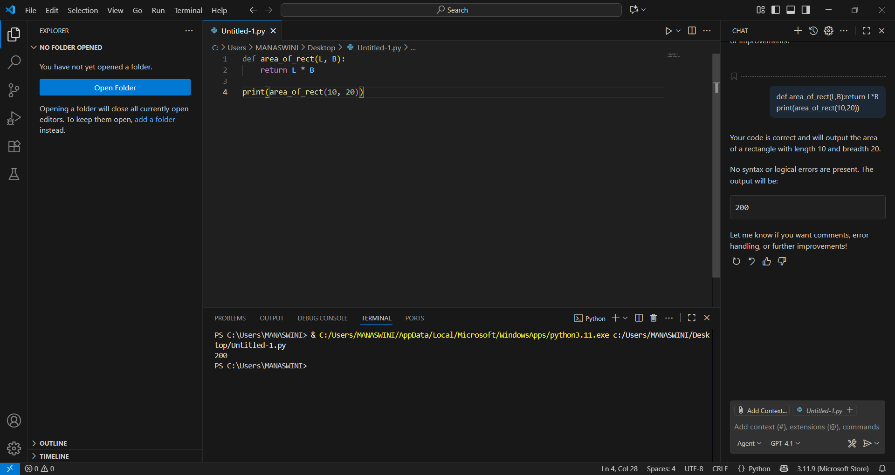 File Edit Selection View Go Run Terminal Help
Search
EXPLORER
NO FOLDER OPENED
You have not yet opened a folder.
Open Folder
Opening a folder will close all currently open
editors. To keep them open, add a folder
instead.
OUTLINE
TIMELINE
Untitled-1.py
C: > Users > MANASWINI > Desktop > Untitled-1.py > ...
1 def area_of_rect(L, B):
2     return L * B
3
4 print(area_of_rect(10, 20))
PROBLEMS OUTPUT DEBUG CONSOLE TERMINAL PORTS
Python
PS C:\Users\MANASWINI> & C:/Users/MANASWINI/AppData/Local/Microsoft/WindowsApps/python3.11.exe c:/Users/MANASWINI/Desk
top/Untitled-1.py
200
PS C:\Users\MANASWINI>
CHAT
or improvements.
def area_of_rect(L,B):return L*B
print(area_of_rect(10,20))
Your code is correct and will output the area
of a rectangle with length 10 and breadth 20.
No syntax or logical errors are present. The
output will be:
200
Let me know if you want comments, error
handling, or further improvements!
Add Context... Untitled-1.py
Add context (#), extensions (@), commands
Agent GPT-4.1
0 0
Ln 4, Col 28 Spaces: 4 UTF-8 CRLF Python 3.11.9 (Microsoft Store)